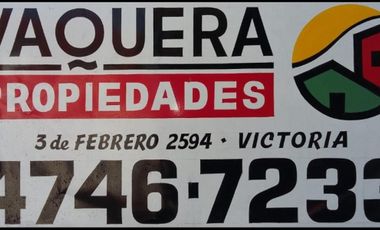 VAQUERA
PROPIEDADES
3 de FEBRERO 2594 · VICTORIA
4746·7233